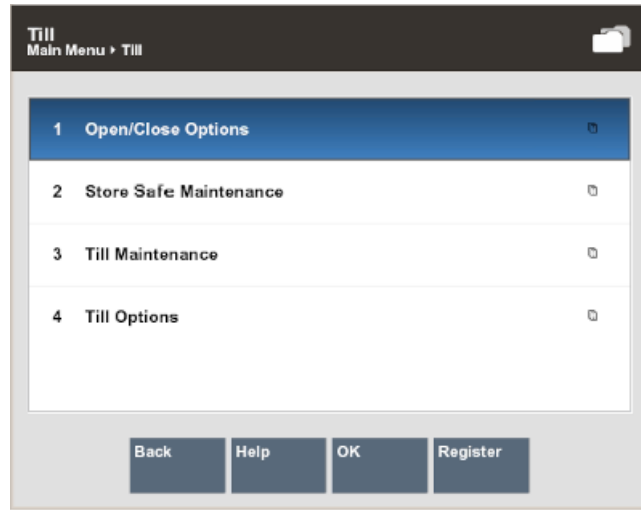 Till
Main Menu ▸ Till
1 Open/Close Options
2 Store Safe Maintenance
3 Till Maintenance
4 Till Options
Back Help OK Register